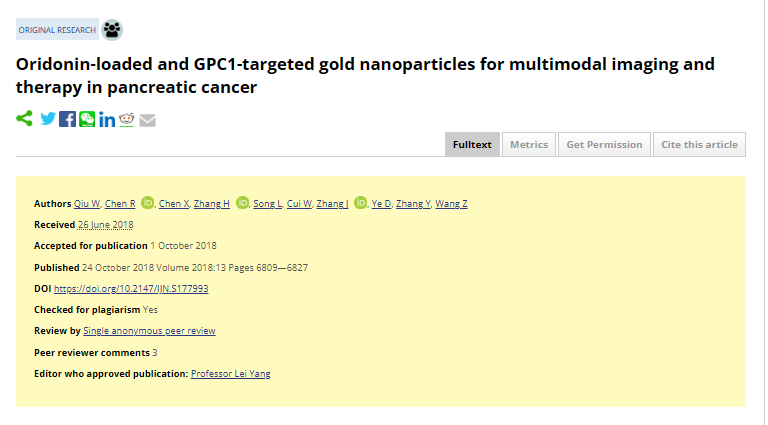 ORIGINAL RESEARCH
Oridonin-loaded and GPC1-targeted gold nanoparticles for multimodal imaging and
therapy in pancreatic cancer
Fulltext Metrics Get Permission Cite this article
Authors Qiu W, Chen R iD, Chen X, Zhang H iD, Song L, Cui W, Zhang J iD, Ye D, Zhang Y, Wang Z
Received 26 June 2018
Accepted for publication 1 October 2018
Published 24 October 2018 Volume 2018:13 Pages 6809—6827
DOI https://doi.org/10.2147/IJN.S177993
Checked for plagiarism Yes
Review by Single anonymous peer review
Peer reviewer comments 3
Editor who approved publication: Professor Lei Yang